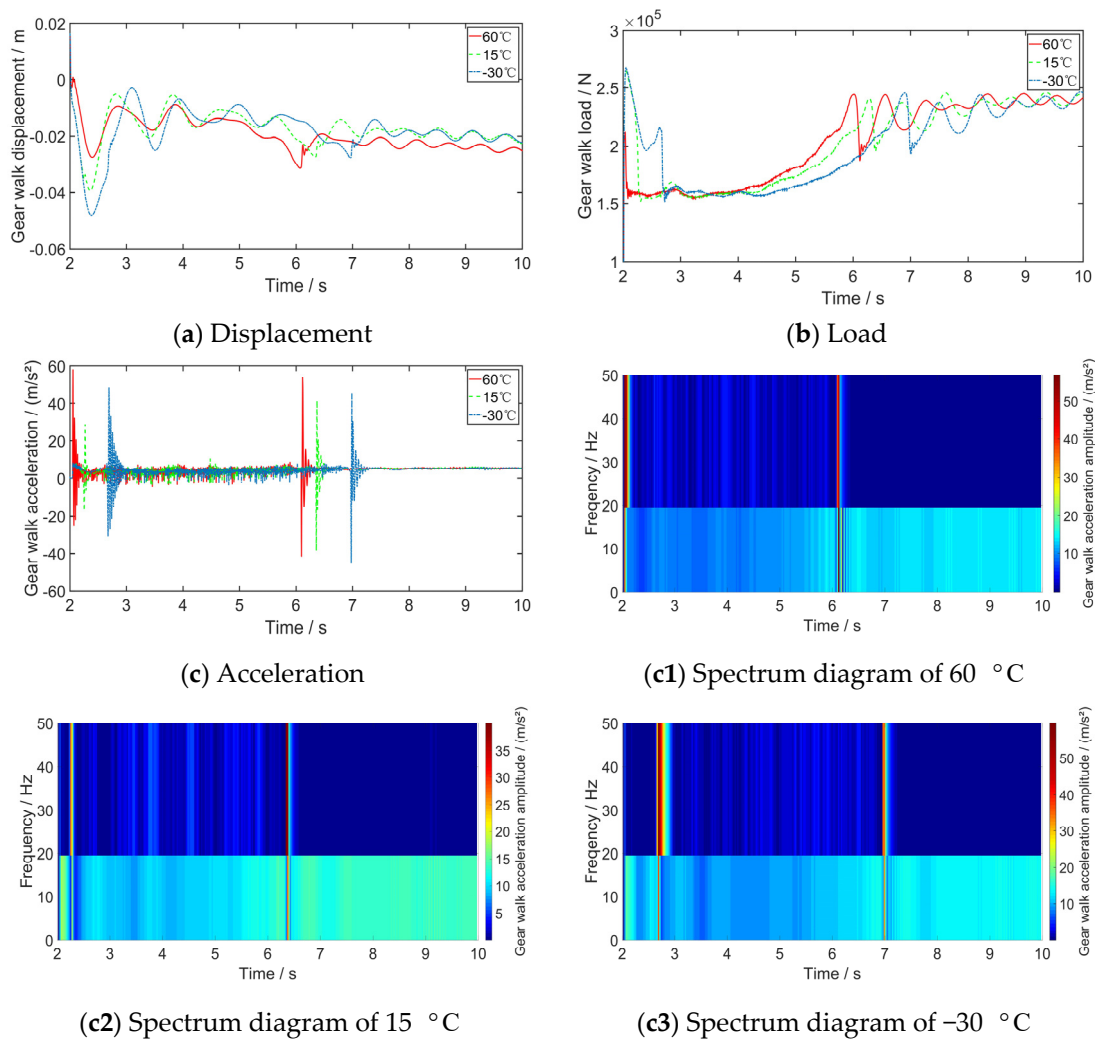 Gear walk displacement / m
0.02
0
-0.02
-0.04
-0.06
2 3 4 5 6 7 8 9 10
Time / s
60℃
15℃
-30℃
(a) Displacement
×10⁵
Gear walk load / N
3
2.5
2
1.5
1
2 3 4 5 6 7 8 9 10
Time / s
60℃
15℃
-30℃
(b) Load
Gear walk acceleration / (m/s²)
60
40
20
0
-20
-40
-60
2 3 4 5 6 7 8 9 10
Time / s
60℃
15℃
-30℃
(c) Acceleration
Freqency / Hz
50
40
30
20
10
0
2 3 4 5 6 7 8 9 10
Time / s
50
40
30
20
10
Gear walk acceleration amplitude / (m/s²)
(c1) Spectrum diagram of 60 °C
Frequency / Hz
50
40
30
20
10
0
2 3 4 5 6 7 8 9 10
Time / s
35
30
25
20
15
10
5
Gear walk acceleration amplitude / (m/s²)
(c2) Spectrum diagram of 15 °C
Freqency / Hz
50
40
30
20
10
0
2 3 4 5 6 7 8 9 10
Time / s
50
40
30
20
10
Gear walk acceleration amplitude / (m/s²)
(c3) Spectrum diagram of −30 °C